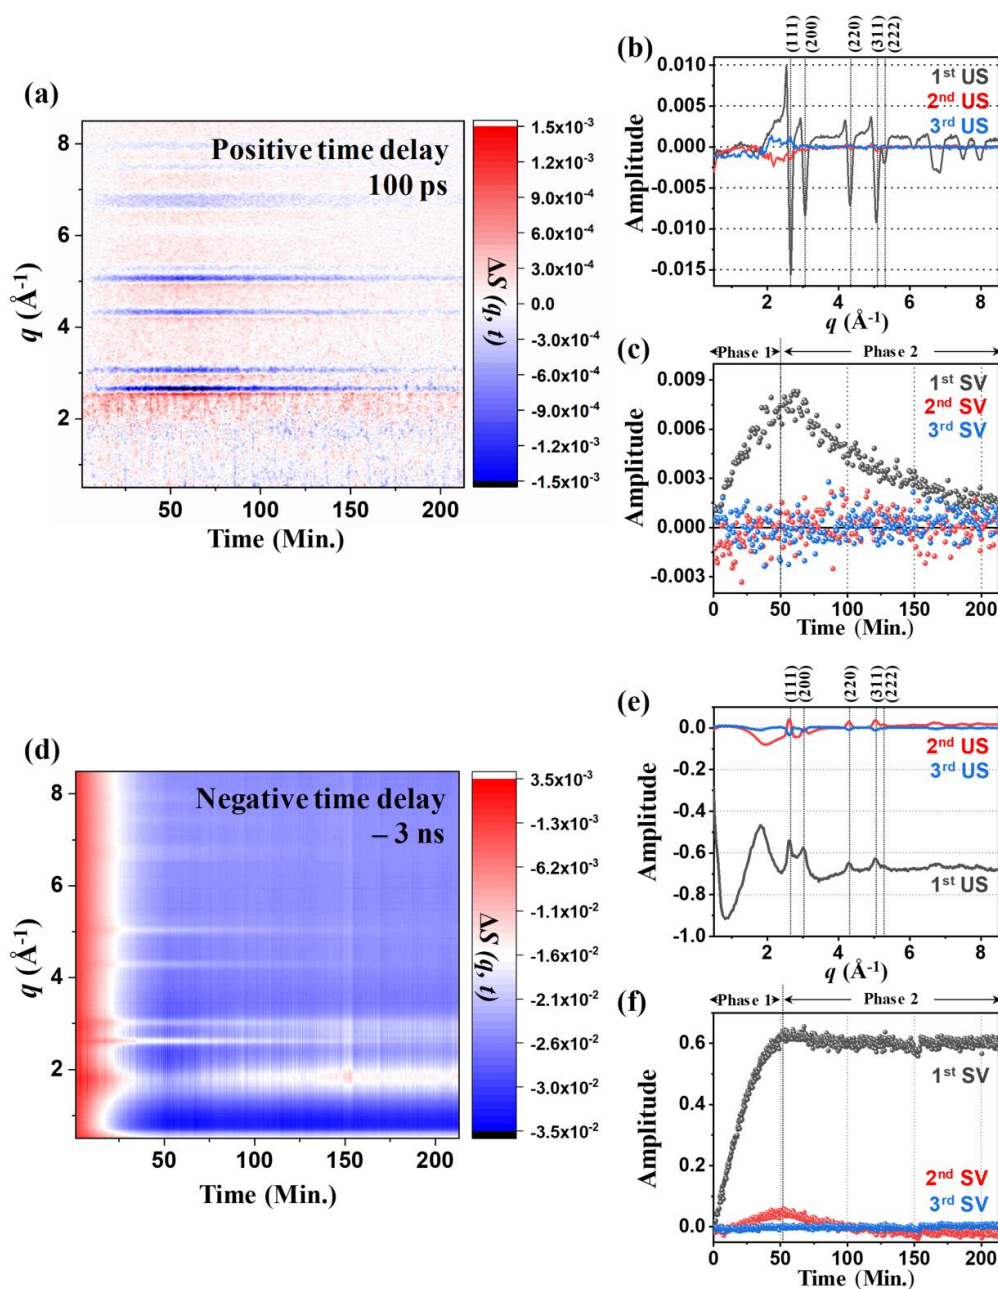 (a)
Positive time delay
100 ps
q (Å⁻¹)
8
6
4
2
50
100
150
200
Time (Min.)
1.5x10⁻³
1.2x10⁻³
9.0x10⁻⁴
6.0x10⁻⁴
3.0x10⁻⁴
0.0
-3.0x10⁻⁴
-6.0x10⁻⁴
-9.0x10⁻⁴
-1.2x10⁻³
-1.5x10⁻³
ΔS (q, t)
(b)
(111)
(200)
(220)
(311)
(222)
1st US
2nd US
3rd US
Amplitude
0.010
0.005
0.000
-0.005
-0.010
-0.015
2
4
6
8
q (Å⁻¹)
(c)
Phase 1
Phase 2
1st SV
2nd SV
3rd SV
Amplitude
0.009
0.006
0.003
0.000
-0.003
0
50
100
150
200
Time (Min.)
(d)
Negative time delay
– 3 ns
q (Å⁻¹)
8
6
4
2
50
100
150
200
Time (Min.)
3.5x10⁻³
-1.3x10⁻³
-6.2x10⁻³
-1.1x10⁻²
-1.6x10⁻²
-2.1x10⁻²
-2.6x10⁻²
-3.0x10⁻²
-3.5x10⁻²
ΔS (q, t)
(e)
(111)
(200)
(220)
(311)
(222)
2nd US
3rd US
1st US
Amplitude
0.0
-0.2
-0.4
-0.6
-0.8
-1.0
2
4
6
8
q (Å⁻¹)
(f)
Phase 1
Phase 2
1st SV
2nd SV
3rd SV
Amplitude
0.6
0.4
0.2
0.0
0
50
100
150
200
Time (Min.)